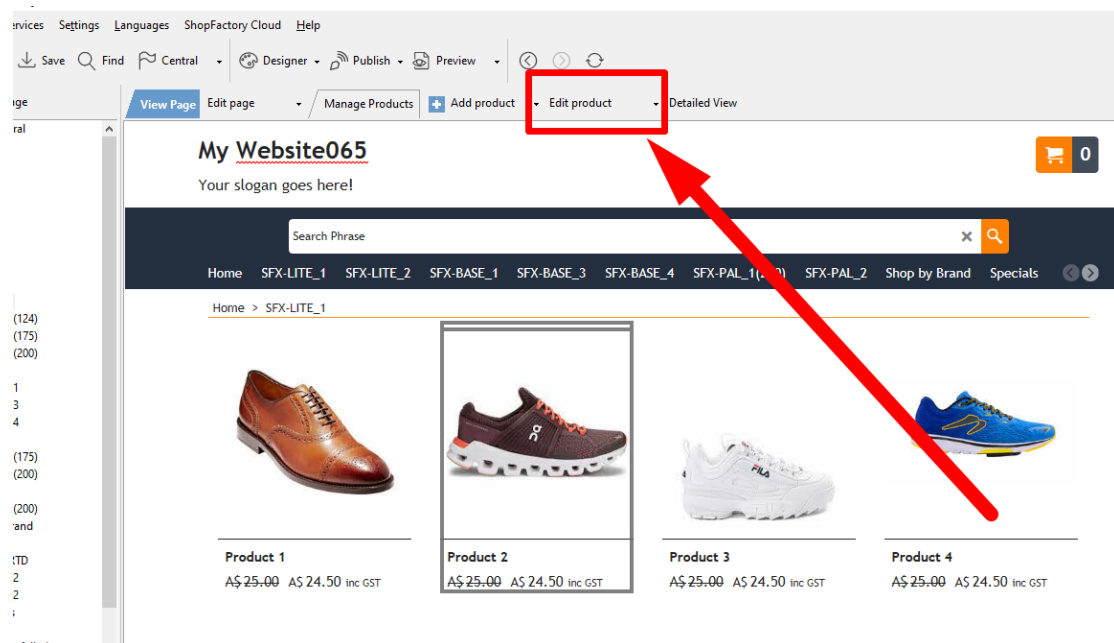 Settings Languages ShopFactory Cloud Help
Save Find Central Designer Publish Preview
View Page Edit page Manage Products Add product Edit product Detailed View
My Website065
0
Your slogan goes here!
Search Phrase
Home SFX-LITE_1 SFX-LITE_2 SFX-BASE_1 SFX-BASE_3 SFX-BASE_4 SFX-PAL_2 Shop by Brand Specials
Home > SFX-LITE_1
(124)
(175)
(200)
1
3
4
(175)
(200)
(200)
2
2
FILA
Product 1 Product 2 Product 3 Product 4
A$ 25.00 A$ 24.50 inc GST A$ 25.00 A$ 24.50 inc GST A$ 25.00 A$ 24.50 inc GST A$ 25.00 A$ 24.50 inc GST